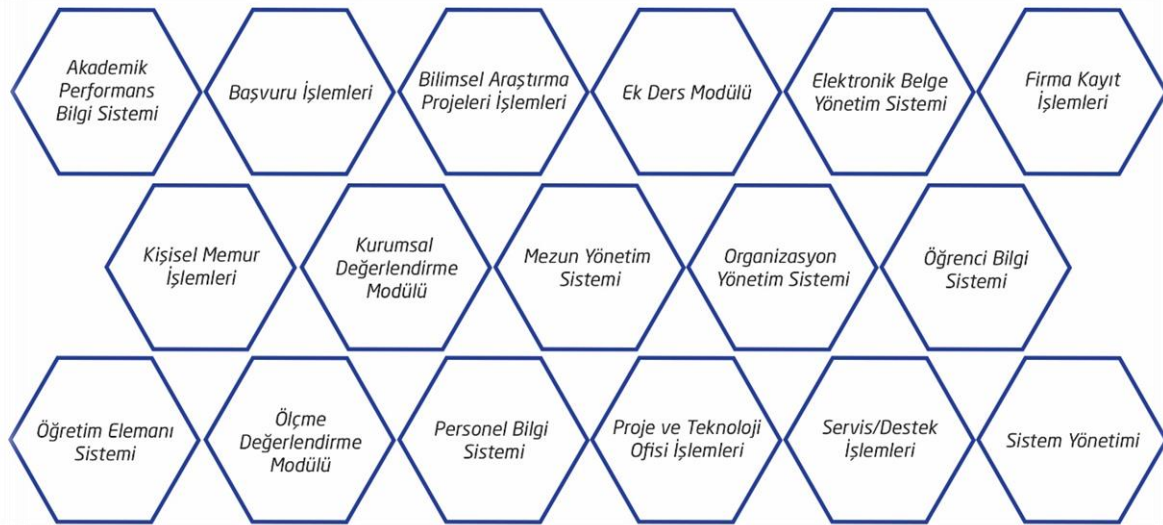 Akademik
Performans
Bilgi Sistemi
Başvuru İşlemleri
Bilimsel Araştırma
Projeleri İşlemleri
Ek Ders Modülü
Elektronik Belge
Yönetim Sistemi
Firma Kayıt
İşlemleri
Kişisel Memur
İşlemleri
Kurumsal
Değerlendirme
Modülü
Mezun Yönetim
Sistemi
Organizasyon
Yönetim Sistemi
Öğrenci Bilgi
Sistemi
Öğretim Elemanı
Sistemi
Ölçme
Değerlendirme
Modülü
Personel Bilgi
Sistemi
Proje ve Teknoloji
Ofisi İşlemleri
Servis/Destek
İşlemleri
Sistem Yönetimi